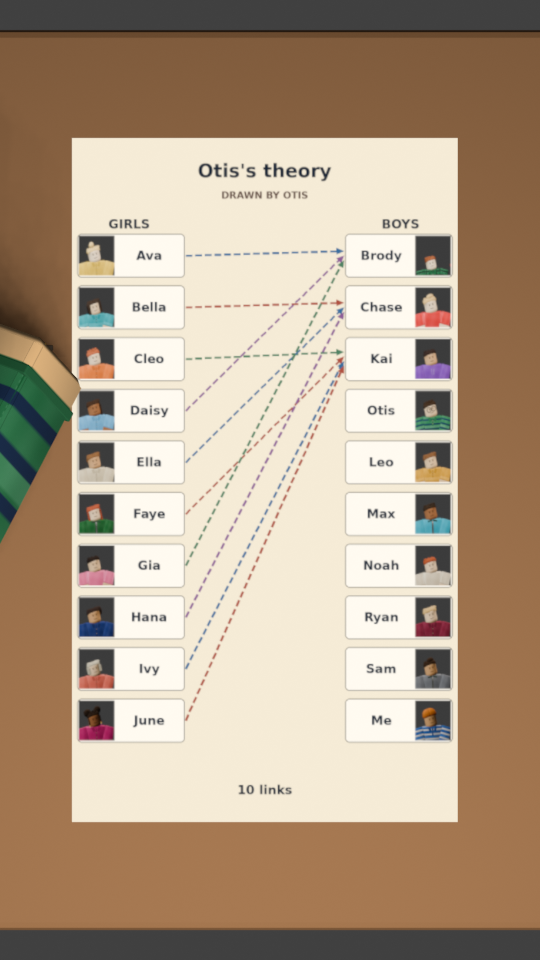 Otis's theory
DRAWN BY OTIS
GIRLS BOYS
Ava Brody
Bella Chase
Cleo Kai
Daisy Otis
Ella Leo
Faye Max
Gia Noah
Hana Ryan
Ivy Sam
June Me
10 links